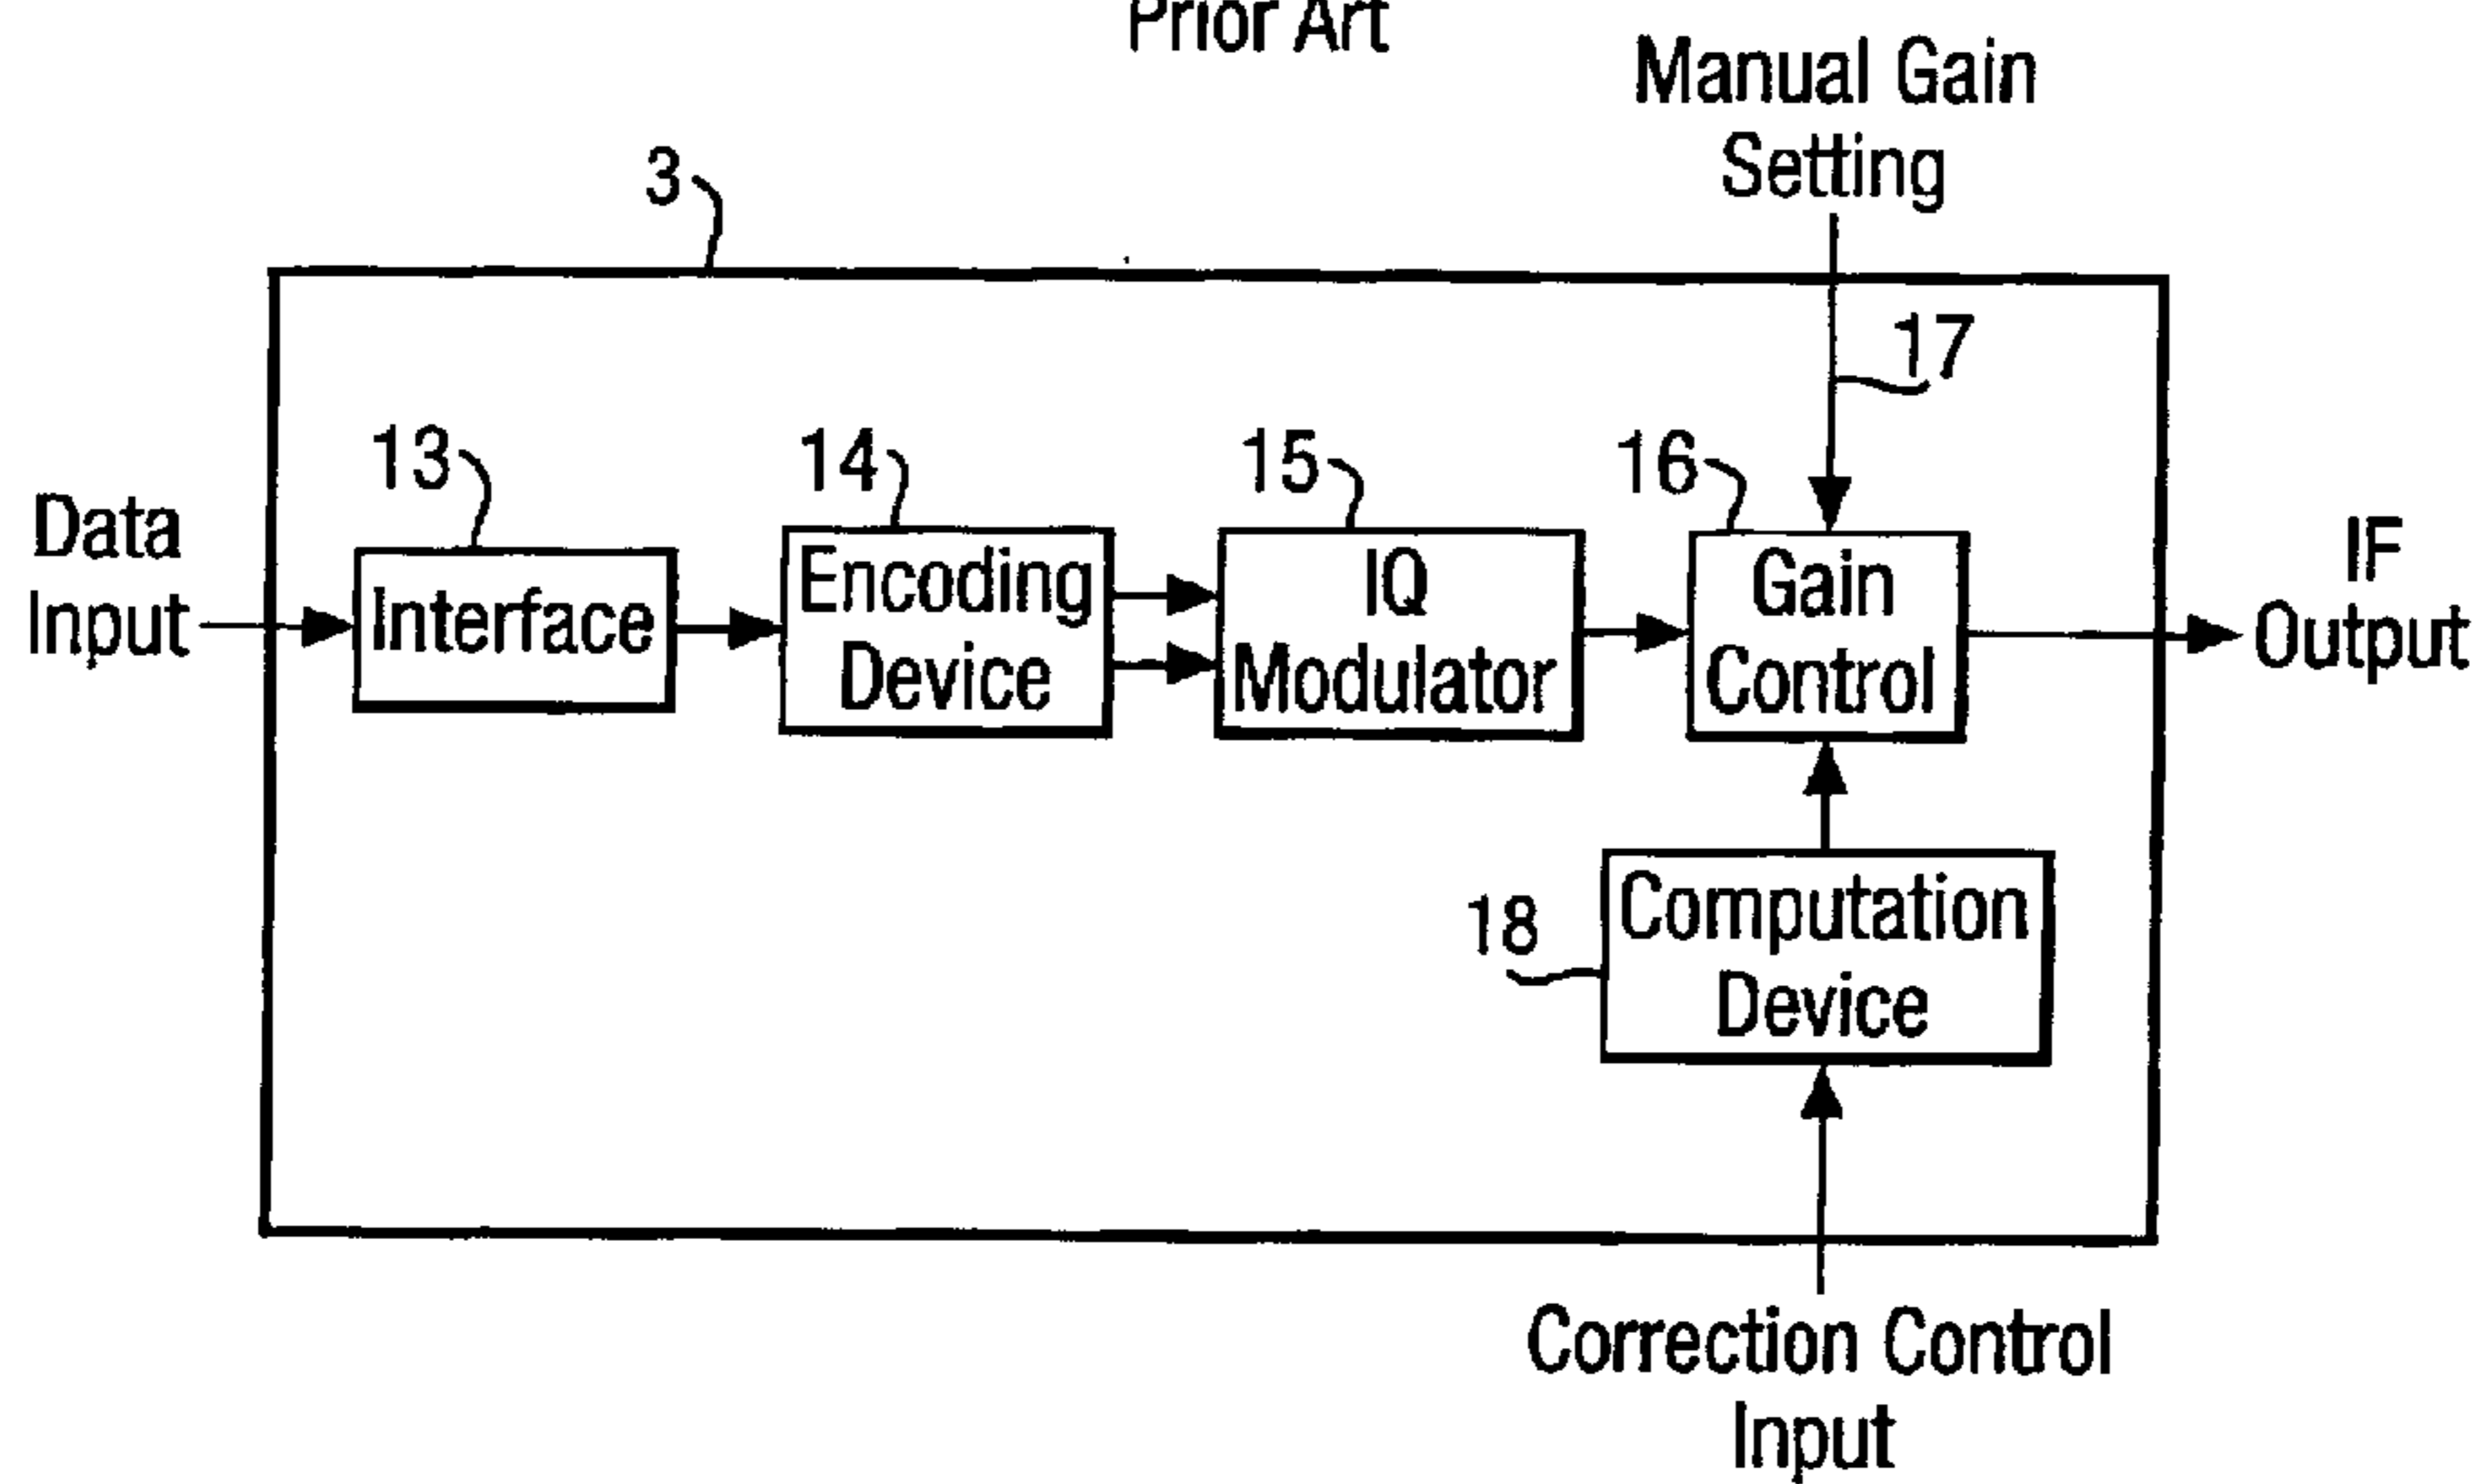 Prior Art
Manual Gain
Setting
3
17
13
14
15
16
Data
Input
Interface
Encoding
Device
IQ
Modulator
Gain
Control
IF
Output
18
Computation
Device
Correction Control
Input